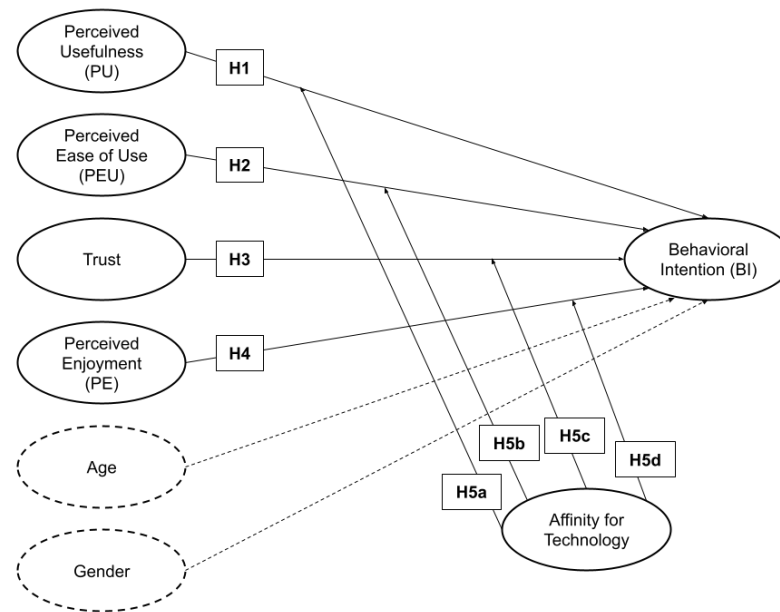 Perceived
Usefulness
(PU)
H1
Perceived
Ease of Use
(PEU)
H2
Trust
H3
Behavioral
Intention (BI)
Perceived
Enjoyment
(PE)
H4
Age
H5a
H5b
H5c
H5d
Affinity for
Technology
Gender